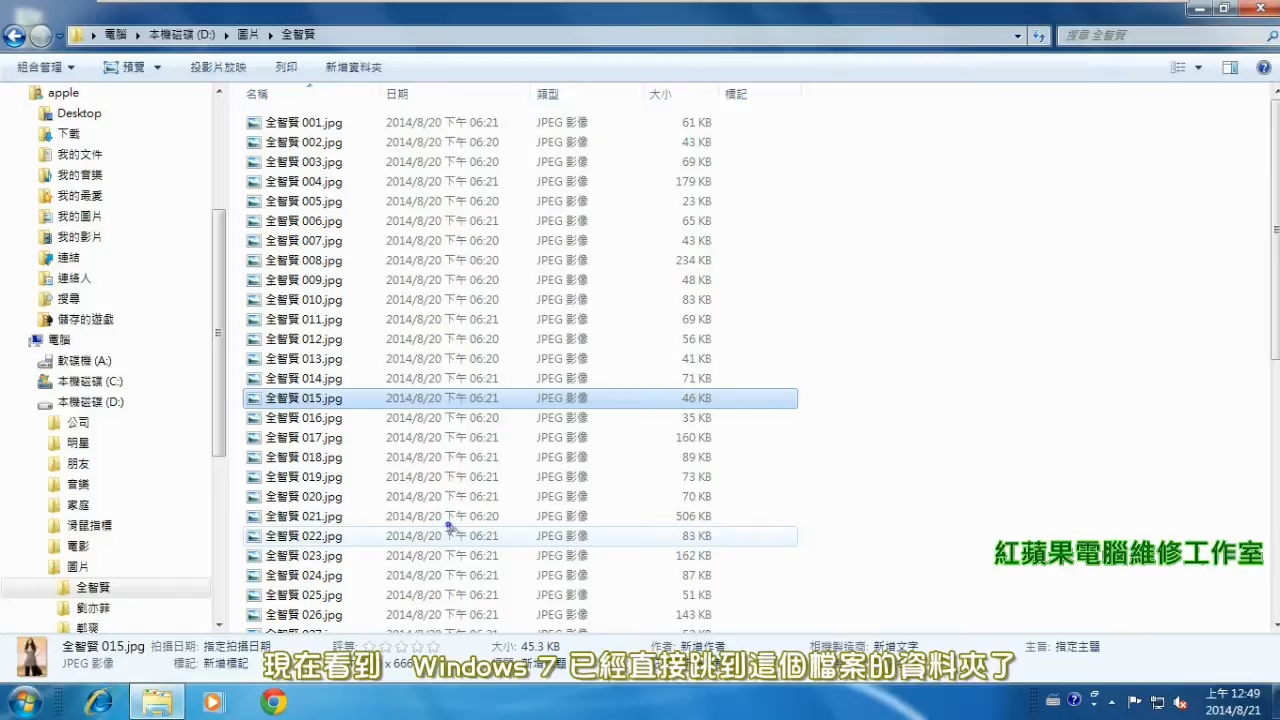 電腦 本機磁碟 (D:) 圖片 全智賢
搜尋 全智賢
組合管理 預覽 投影片放映 列印 新增資料夾
名稱 日期 類型 大小 標記
apple
Desktop
下載
我的文件
我的音樂
我的最愛
我的圖片
我的影片
連結
連絡人
搜尋
儲存的遊戲
電腦
軟碟機 (A:)
本機磁碟 (C:)
本機磁碟 (D:)
公司
明星
朋友
音樂
家庭
滑鼠指標
電影
圖片
全智賢
劉亦菲
鄭爽
全智賢 001.jpg 2014/8/20 下午 06:21 JPEG 影像 61 KB
全智賢 002.jpg 2014/8/20 下午 06:20 JPEG 影像 43 KB
全智賢 003.jpg 2014/8/20 下午 06:20 JPEG 影像 69 KB
全智賢 004.jpg 2014/8/20 下午 06:21 JPEG 影像 179 KB
全智賢 005.jpg 2014/8/20 下午 06:20 JPEG 影像 23 KB
全智賢 006.jpg 2014/8/20 下午 06:21 JPEG 影像 65 KB
全智賢 007.jpg 2014/8/20 下午 06:20 JPEG 影像 43 KB
全智賢 008.jpg 2014/8/20 下午 06:21 JPEG 影像 234 KB
全智賢 009.jpg 2014/8/20 下午 06:21 JPEG 影像 48 KB
全智賢 010.jpg 2014/8/20 下午 06:20 JPEG 影像 83 KB
全智賢 011.jpg 2014/8/20 下午 06:20 JPEG 影像 69 KB
全智賢 012.jpg 2014/8/20 下午 06:20 JPEG 影像 56 KB
全智賢 013.jpg 2014/8/20 下午 06:20 JPEG 影像 41 KB
全智賢 014.jpg 2014/8/20 下午 06:21 JPEG 影像 71 KB
全智賢 015.jpg 2014/8/20 下午 06:21 JPEG 影像 46 KB
全智賢 016.jpg 2014/8/20 下午 06:20 JPEG 影像 35 KB
全智賢 017.jpg 2014/8/20 下午 06:21 JPEG 影像 160 KB
全智賢 018.jpg 2014/8/20 下午 06:21 JPEG 影像 89 KB
全智賢 019.jpg 2014/8/20 下午 06:21 JPEG 影像 73 KB
全智賢 020.jpg 2014/8/20 下午 06:21 JPEG 影像 70 KB
全智賢 021.jpg 2014/8/20 下午 06:20 JPEG 影像 506 KB
全智賢 022.jpg 2014/8/20 下午 06:21 JPEG 影像 83 KB
全智賢 023.jpg 2014/8/20 下午 06:21 JPEG 影像 162 KB
全智賢 024.jpg 2014/8/20 下午 06:21 JPEG 影像 87 KB
全智賢 025.jpg 2014/8/20 下午 06:21 JPEG 影像 51 KB
全智賢 026.jpg 2014/8/20 下午 06:21 JPEG 影像 143 KB
紅蘋果電腦維修工作室
全智賢 015.jpg 拍攝日期: 指定拍攝日期 評等: 大小: 45.3 KB 作者: 新增作者 相機製造商: 新增文字 主旨: 指定主題
JPEG 影像 標記: 新增標記 x 666
現在看到 Windows 7 已經直接跳到這個檔案的資料夾了
上午 12:49
2014/8/21